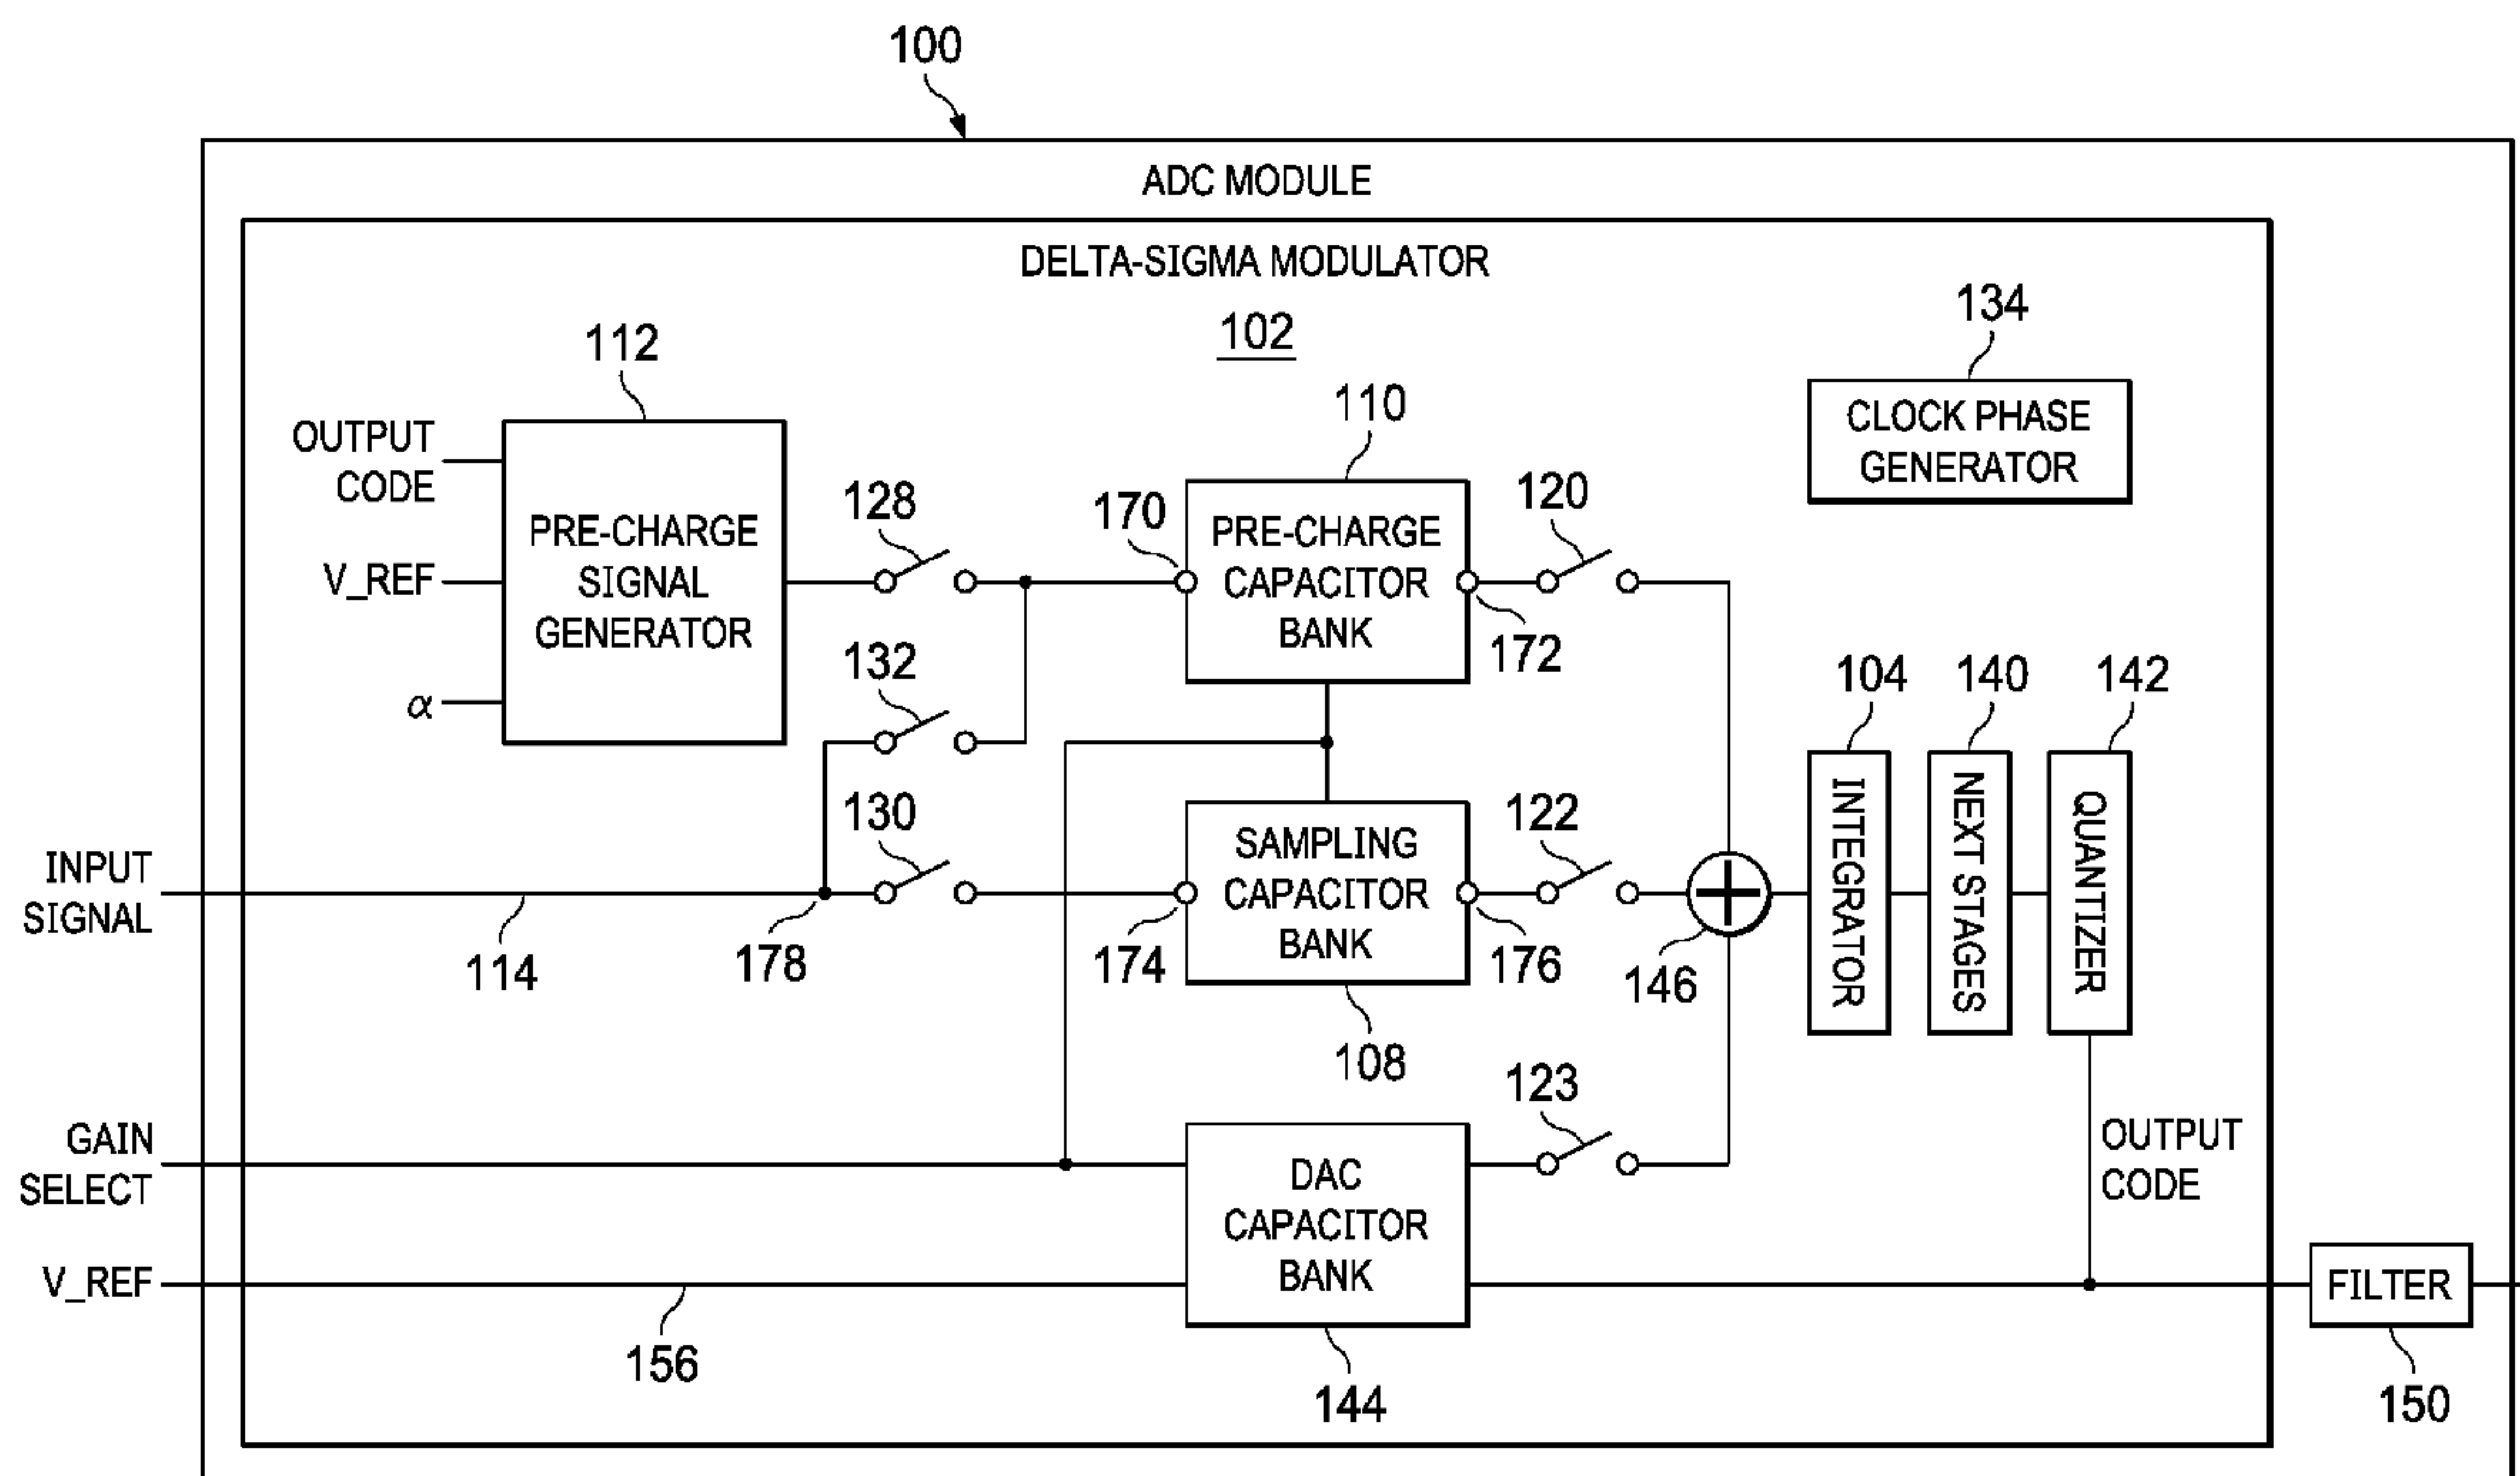 100
ADC MODULE
DELTA-SIGMA MODULATOR
102
134
CLOCK PHASE
GENERATOR
112
OUTPUT
CODE
V_REF
α
PRE-CHARGE
SIGNAL
GENERATOR
128
132
130
170
110
PRE-CHARGE
CAPACITOR
BANK
172
120
104
140
142
INTEGRATOR
NEXT STAGES
QUANTIZER
INPUT
SIGNAL
114
178
174
SAMPLING
CAPACITOR
BANK
176
122
146
108
123
GAIN
SELECT
DAC
CAPACITOR
BANK
OUTPUT
CODE
V_REF
156
144
FILTER
150